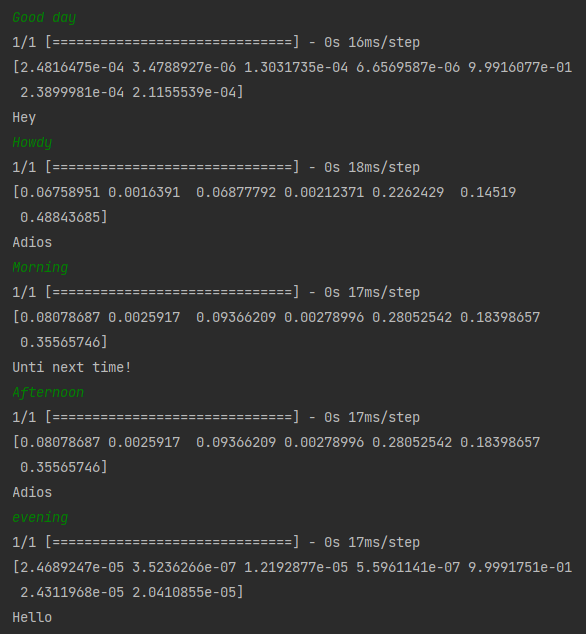 Good day
1/1 [==============================] - 0s 16ms/step
[2.4816475e-04 3.4788927e-06 1.3031735e-04 6.6569587e-06 9.9916077e-01
 2.3899981e-04 2.1155539e-04]
Hey
Howdy
1/1 [==============================] - 0s 18ms/step
[0.06758951 0.0016391  0.06877792 0.00212371 0.2262429  0.14519
 0.48843685]
Adios
Morning
1/1 [==============================] - 0s 17ms/step
[0.08078687 0.0025917  0.09366209 0.00278996 0.28052542 0.18398657
 0.35565746]
Unti next time!
Afternoon
1/1 [==============================] - 0s 17ms/step
[0.08078687 0.0025917  0.09366209 0.00278996 0.28052542 0.18398657
 0.35565746]
Adios
evening
1/1 [==============================] - 0s 17ms/step
[2.4689247e-05 3.5236266e-07 1.2192877e-05 5.5961141e-07 9.9991751e-01
 2.4311968e-05 2.0410855e-05]
Hello